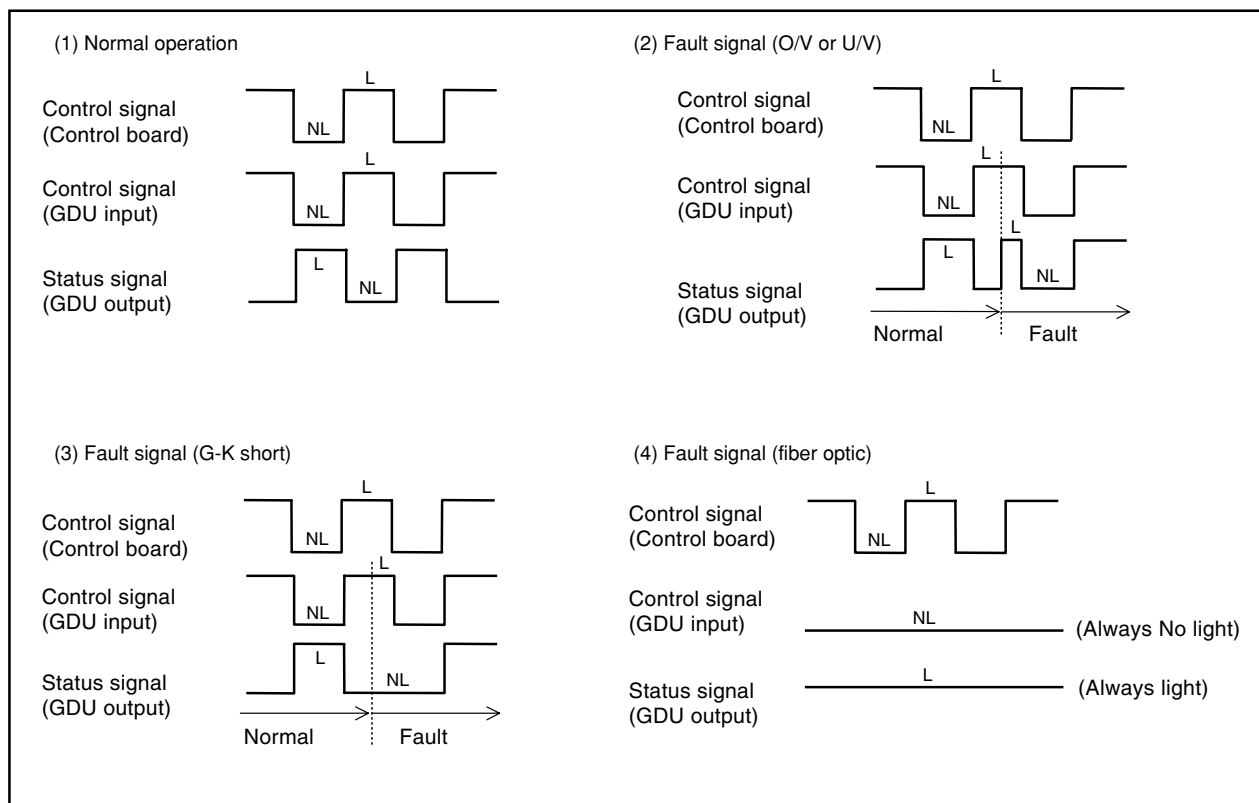 (1) Normal operation
L
Control signal
(Control board)
NL
L
Control signal
(GDU input)
NL
Status signal
(GDU output)
L
NL
(2) Fault signal (O/V or U/V)
L
Control signal
(Control board)
NL
L
Control signal
(GDU input)
NL
L
Status signal
(GDU output)
L
NL
Normal
Fault
(3) Fault signal (G-K short)
L
Control signal
(Control board)
NL
L
Control signal
(GDU input)
NL
Status signal
(GDU output)
L
NL
Normal
Fault
(4) Fault signal (fiber optic)
L
Control signal
(Control board)
NL
Control signal
(GDU input)
NL
(Always No light)
Status signal
(GDU output)
L
(Always light)